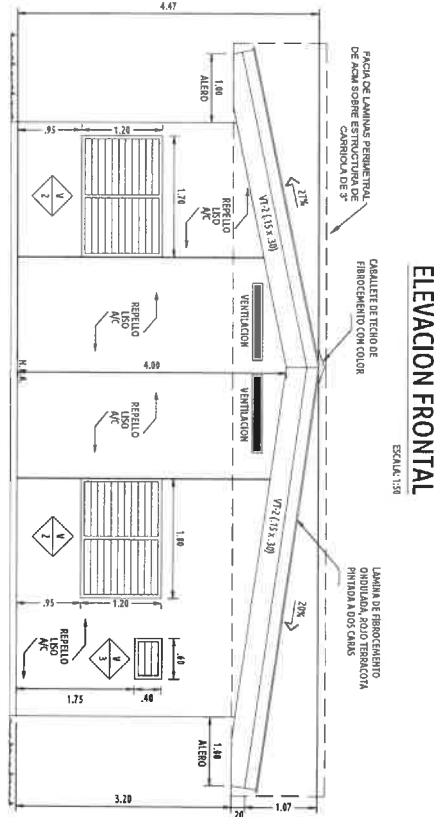 ELEVACION FRONTAL
ESCALA: 1:50
FACIA DE LAMINAS PERIMETRAL
DE ACM SOBRE ESTRUCTURA DE
CARRIOLA DE 3"
CABALLETE DE TECHO DE
FIBROCEMENTO CON COLOR
LAMINA DE FIBROCEMENTO
ONDULADA, ROJO TERRACOTA
PINTADA A DOS CARAS
27%
20%
VT-2 (.15 x .30)
VT-2 (.15 x .30)
1.00
ALERO
1.00
ALERO
4.47
1.07
.20
3.20
VENTILACION
VENTILACION
4.00
REPELLO
LISO
A/C
REPELLO
LISO
A/C
REPELLO
LISO
A/C
REPELLO
LISO
A/C
1.70
1.20
.95
V
2
1.80
1.20
.95
V
2
.60
.40
1.75
V
3